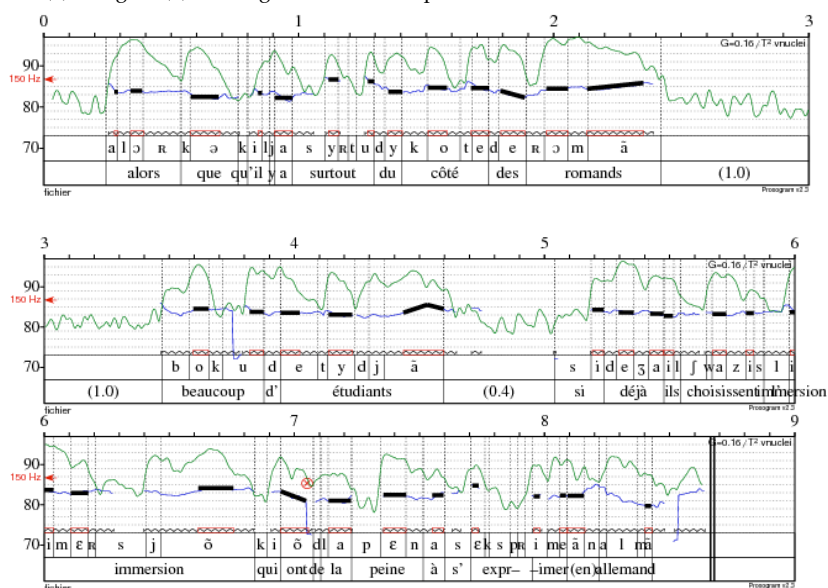 0 1 2 3
G=0.16 / T² vnuclei
90
150 Hz
80
70
a l ɔ ʀ k ə k i l j a s y ʀ t u d y k o t e d e ʀ ɔ m ã
alors que qu'il y a surtout du côté des romands (1.0)
fichier Prosogram v2.3
3 4 5 6
G=0.16 / T² vnuclei
90
150 Hz
80
70
b o k u d e t y d j ã s i d e ʒ a i l ʃ w a z i s l i
(1.0) beaucoup d' étudiants (0.4) si déjà ils choisissent
fichier Prosogram v2.3
6 7 8 9
G=0.16 / T² vnuclei
90
150 Hz
80
70
i m ɛ ʀ s j õ k i õ d l a p ɛ n a s ɛ k s p ʀ i m e ã n a l m ã
immersion qui ont de la peine à s' expr– –imer (en) allemand
fichier Prosogram v2.3